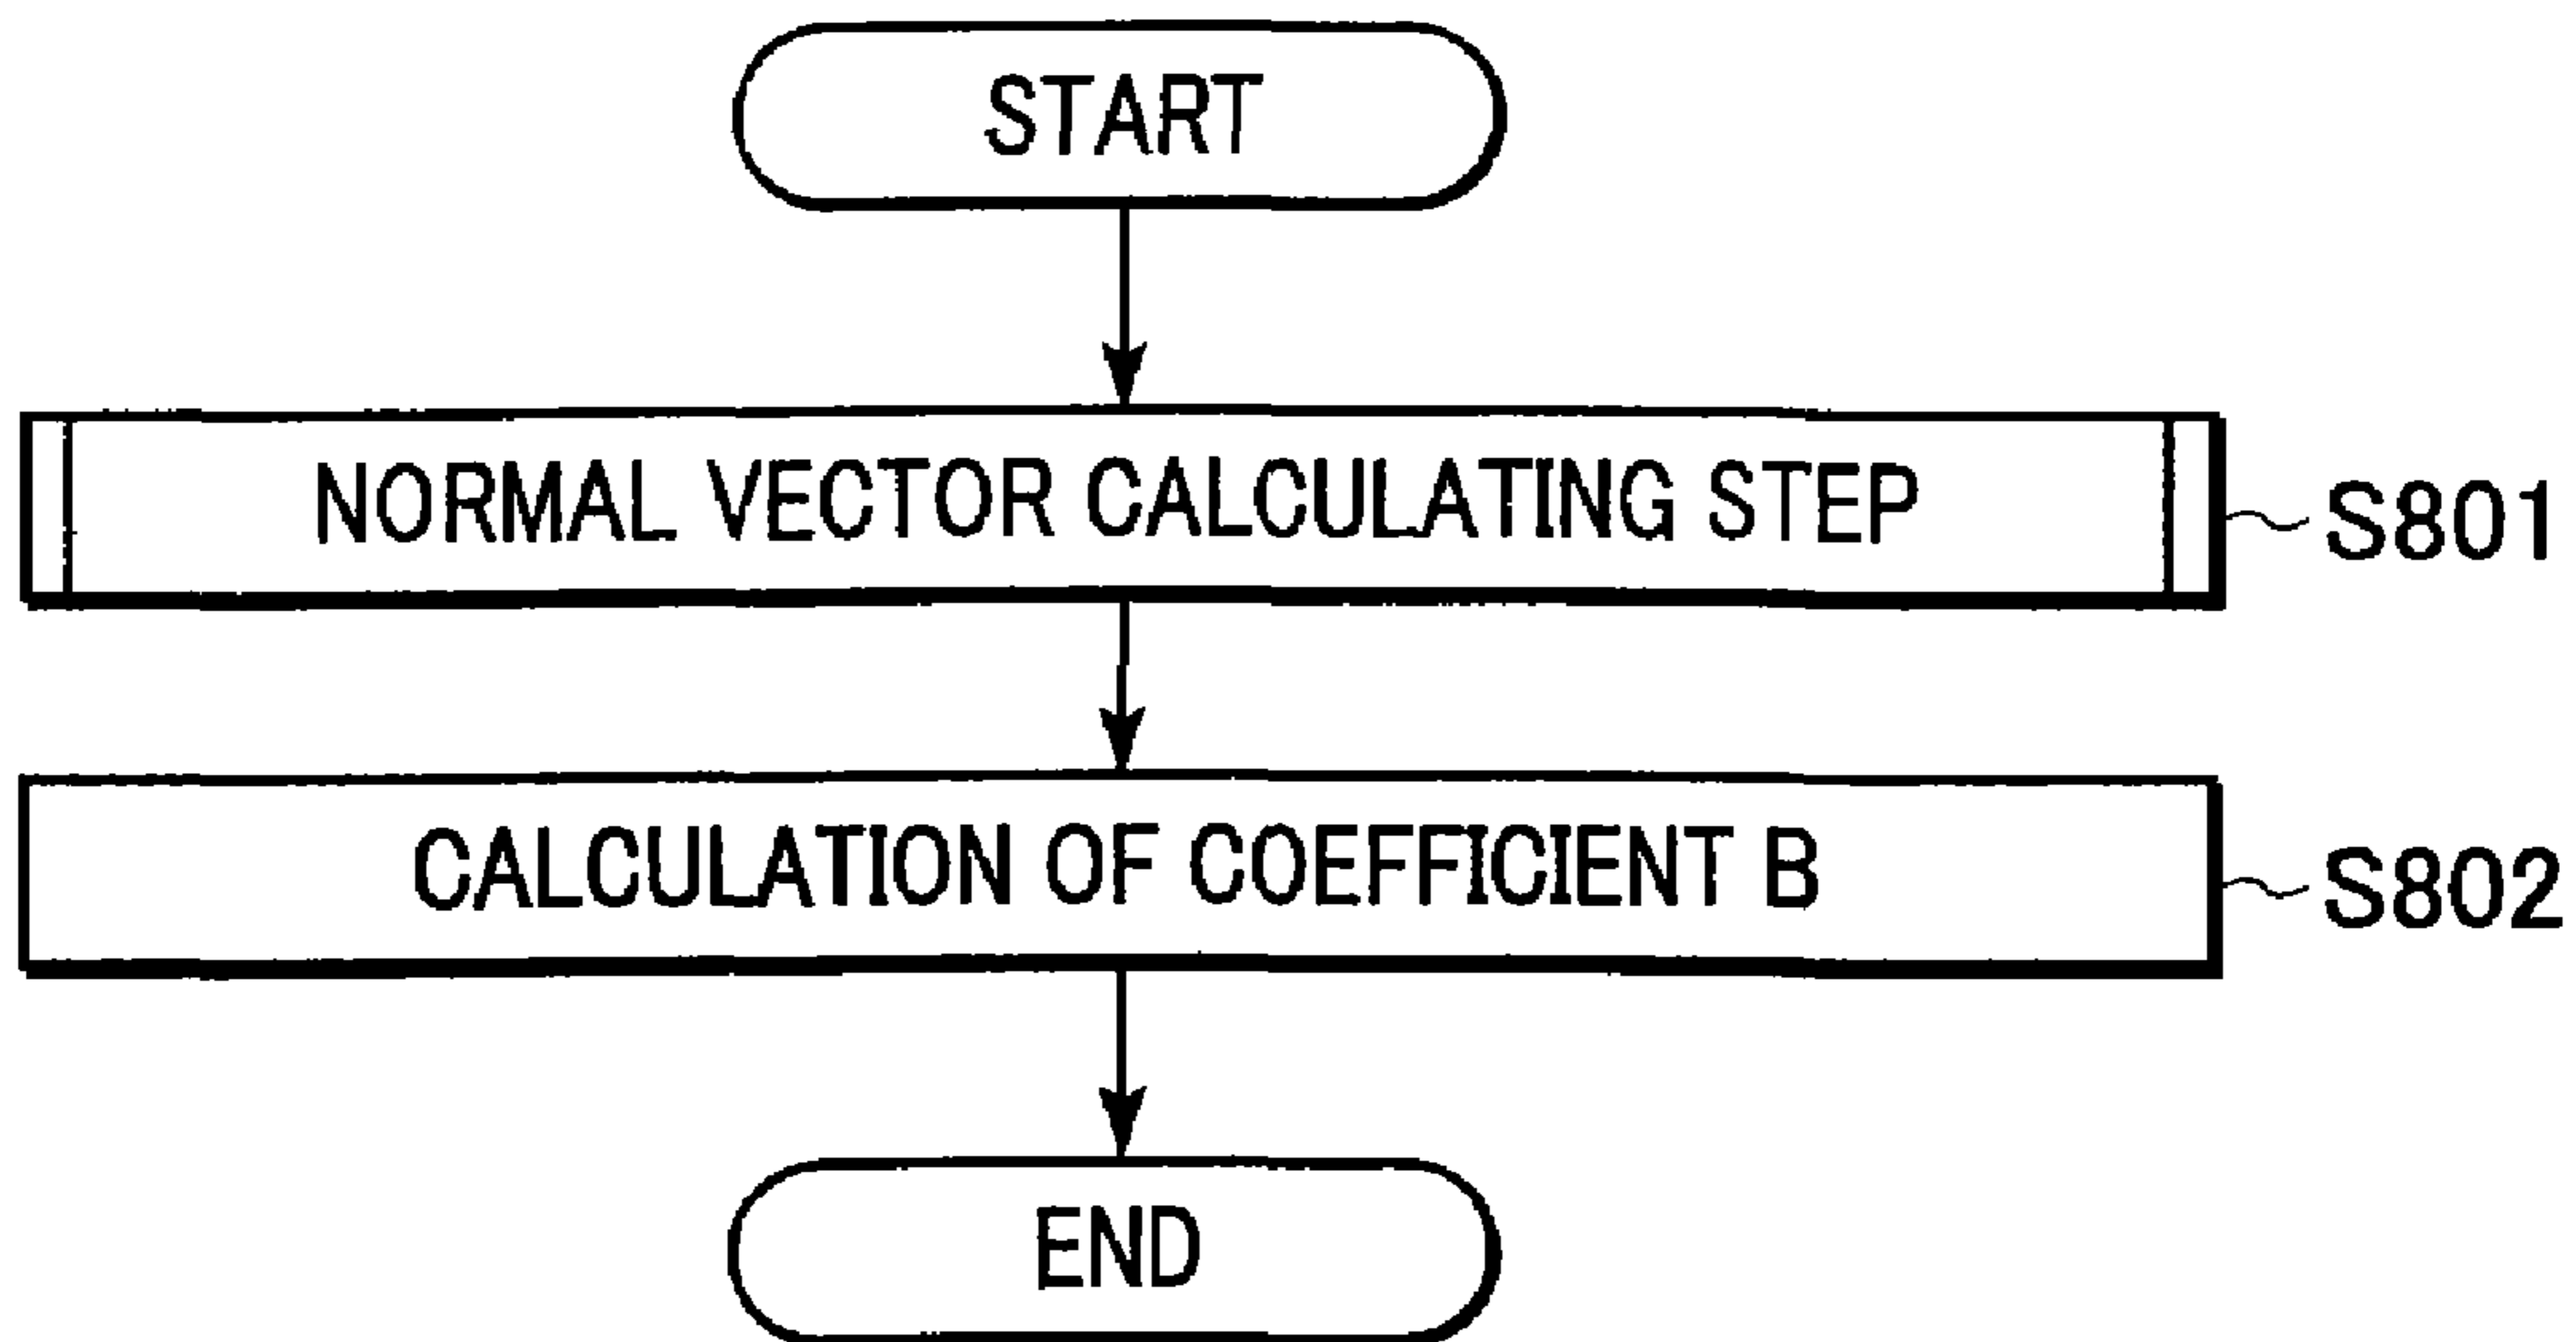 START
NORMAL VECTOR CALCULATING STEP
S801
CALCULATION OF COEFFICIENT B
S802
END